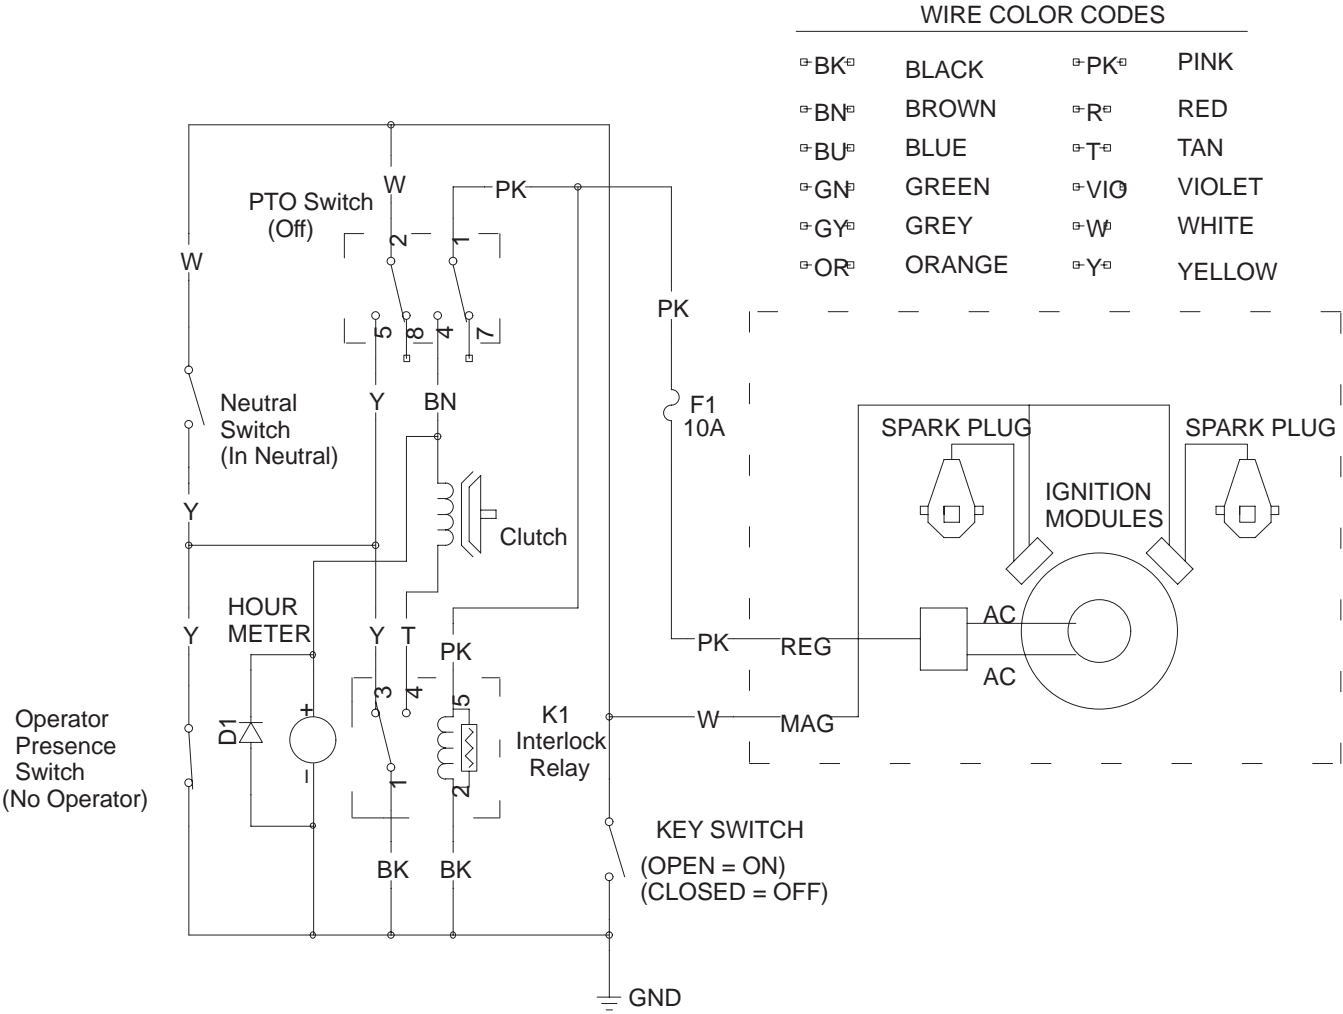 WIRE COLOR CODES
BK BLACK PK PINK
BN BROWN R RED
BU BLUE T TAN
GN GREEN VIO VIOLET
GY GREY W WHITE
OR ORANGE Y YELLOW
W
PK
PTO Switch
(Off)
2
1
W
PK
5
8
4
7
Y
BN
F1
10A
Neutral
Switch
(In Neutral)
SPARK PLUG
SPARK PLUG
IGNITION
MODULES
Y
Clutch
HOUR
METER
Y
Y
T
PK
PK
REG
AC
AC
3
4
5
K1
Interlock
Relay
W
MAG
Operator
Presence
Switch
(No Operator)
D1
+
–
1
2
KEY SWITCH
(OPEN = ON)
(CLOSED = OFF)
BK
BK
GND